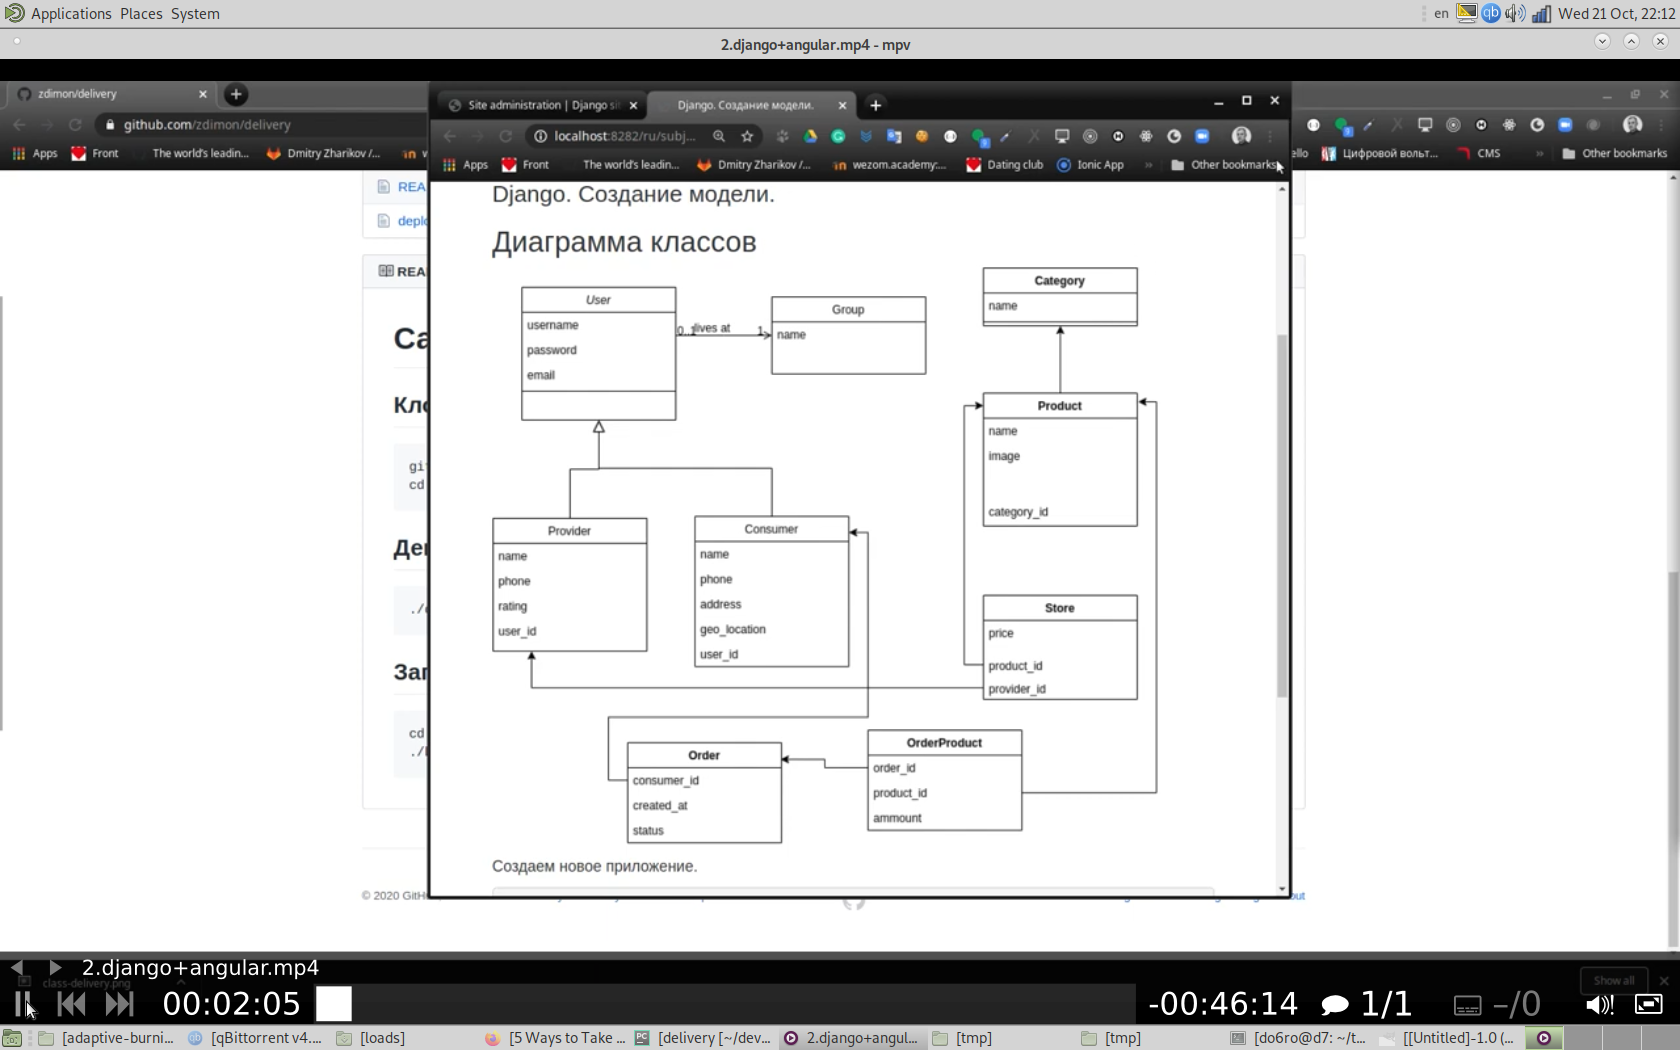 Applications Places System
en
Wed 21 Oct, 22:12
2.django+angular.mp4 - mpv
zdimon/delivery
github.com/zdimon/delivery
Apps Front The world's leadin... Dmitry Zharikov /...
Цифровой вольт... CMS » Other bookmarks
Site administration | Django si
Django. Создание модели.
localhost:8282/ru/subj...
Apps Front The world's leadin... Dmitry Zharikov /... wezom.academy:... Dating club Ionic App » Other bookmarks
REA
REA
git
cd
cd
© 2020 GitH
out
Django. Создание модели.
Диаграмма классов
User
username
password
email
0..1
lives at
1
Group
name
Category
name
Product
name
image
category_id
Provider
name
phone
rating
user_id
Consumer
name
phone
address
geo_location
user_id
Store
price
product_id
provider_id
Order
consumer_id
created_at
status
OrderProduct
order_id
product_id
ammount
Создаем новое приложение.
2.django+angular.mp4
class-delivery.png
Show all
00:02:05
-00:46:14 1/1 –/0
[adaptive-burni... [qBittorrent v4.... [loads] [5 Ways to Take ... [delivery [~/dev... 2.django+angul... [tmp] [tmp] [do6ro@d7: ~/t... [[Untitled]-1.0 (...